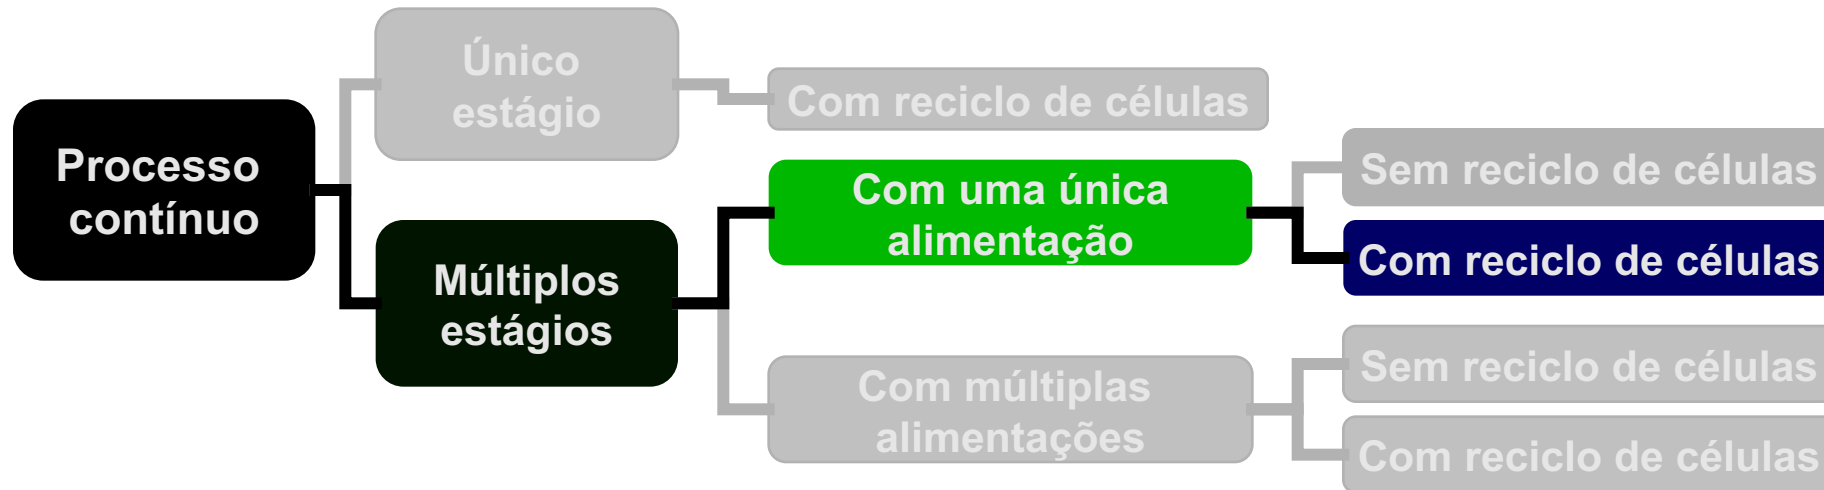 Único
estágio
Com reciclo de células
Processo
contínuo
Com uma única
alimentação
Sem reciclo de células
Com reciclo de células
Múltiplos
estágios
Com múltiplas
alimentações
Sem reciclo de células
Com reciclo de células